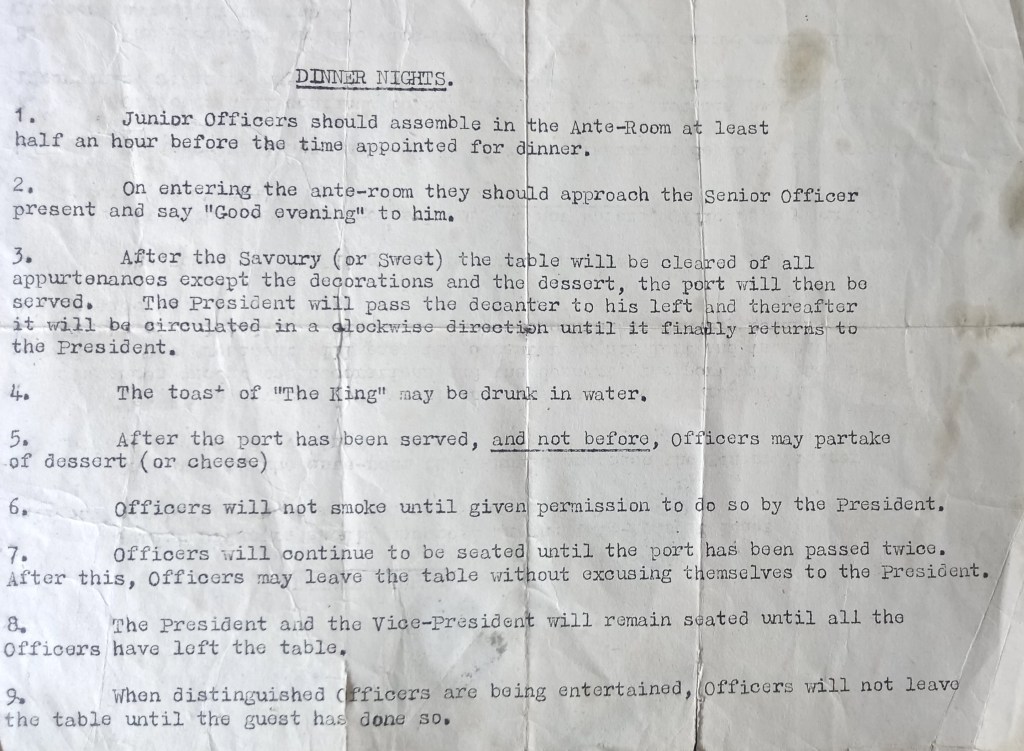 DINNER NIGHTS.
1. Junior Officers should assemble in the Ante-Room at least
half an hour before the time appointed for dinner.
2. On entering the ante-room they should approach the Senior Officer
present and say "Good evening" to him.
3. After the Savoury (or Sweet) the table will be cleared of all
appurtenances except the decorations and the dessert, the port will then be
served. The President will pass the decanter to his left and thereafter
it will be circulated in a clockwise direction until it finally returns to
the President.
4. The toast of "The King" may be drunk in water.
5. After the port has been served, and not before, Officers may partake
of dessert (or cheese)
6. Officers will not smoke until given permission to do so by the President.
7. Officers will continue to be seated until the port has been passed twice.
After this, Officers may leave the table without excusing themselves to the President.
8. The President and the Vice-President will remain seated until all the
Officers have left the table.
9. When distinguished Officers are being entertained, Officers will not leave
the table until the guest has done so.